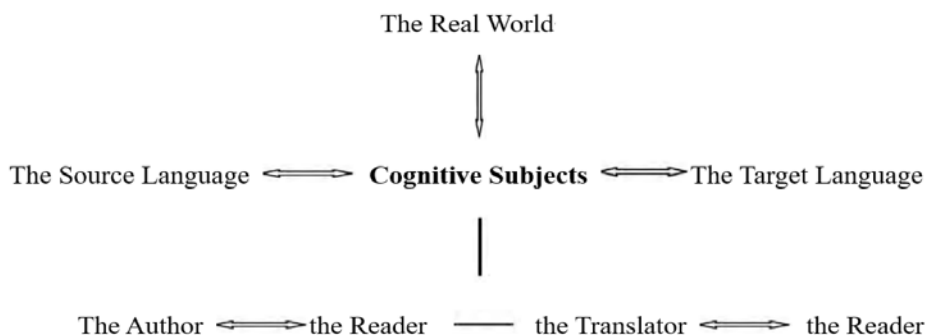 The Real World
The Source Language Cognitive Subjects The Target Language
The Author the Reader the Translator the Reader